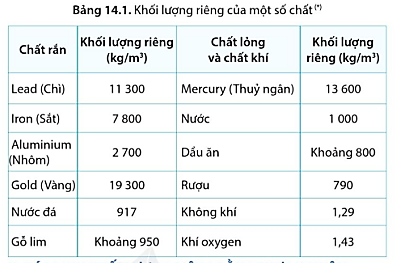 Bảng 14.1. Khối lượng riêng của một số chất (*)
Chất rắn
Khối lượng riêng
(kg/m³)
Chất lỏng
và chất khí
Khối lượng
riêng (kg/m³)
Lead (Chì)
11 300
Mercury (Thuỷ ngân)
13 600
Iron (Sắt)
7 800
Nước
1 000
Aluminium
(Nhôm)
2 700
Dầu ăn
Khoảng 800
Gold (Vàng)
19 300
Rượu
790
Nước đá
917
Không khí
1,29
Gỗ lim
Khoảng 950
Khí oxygen
1,43